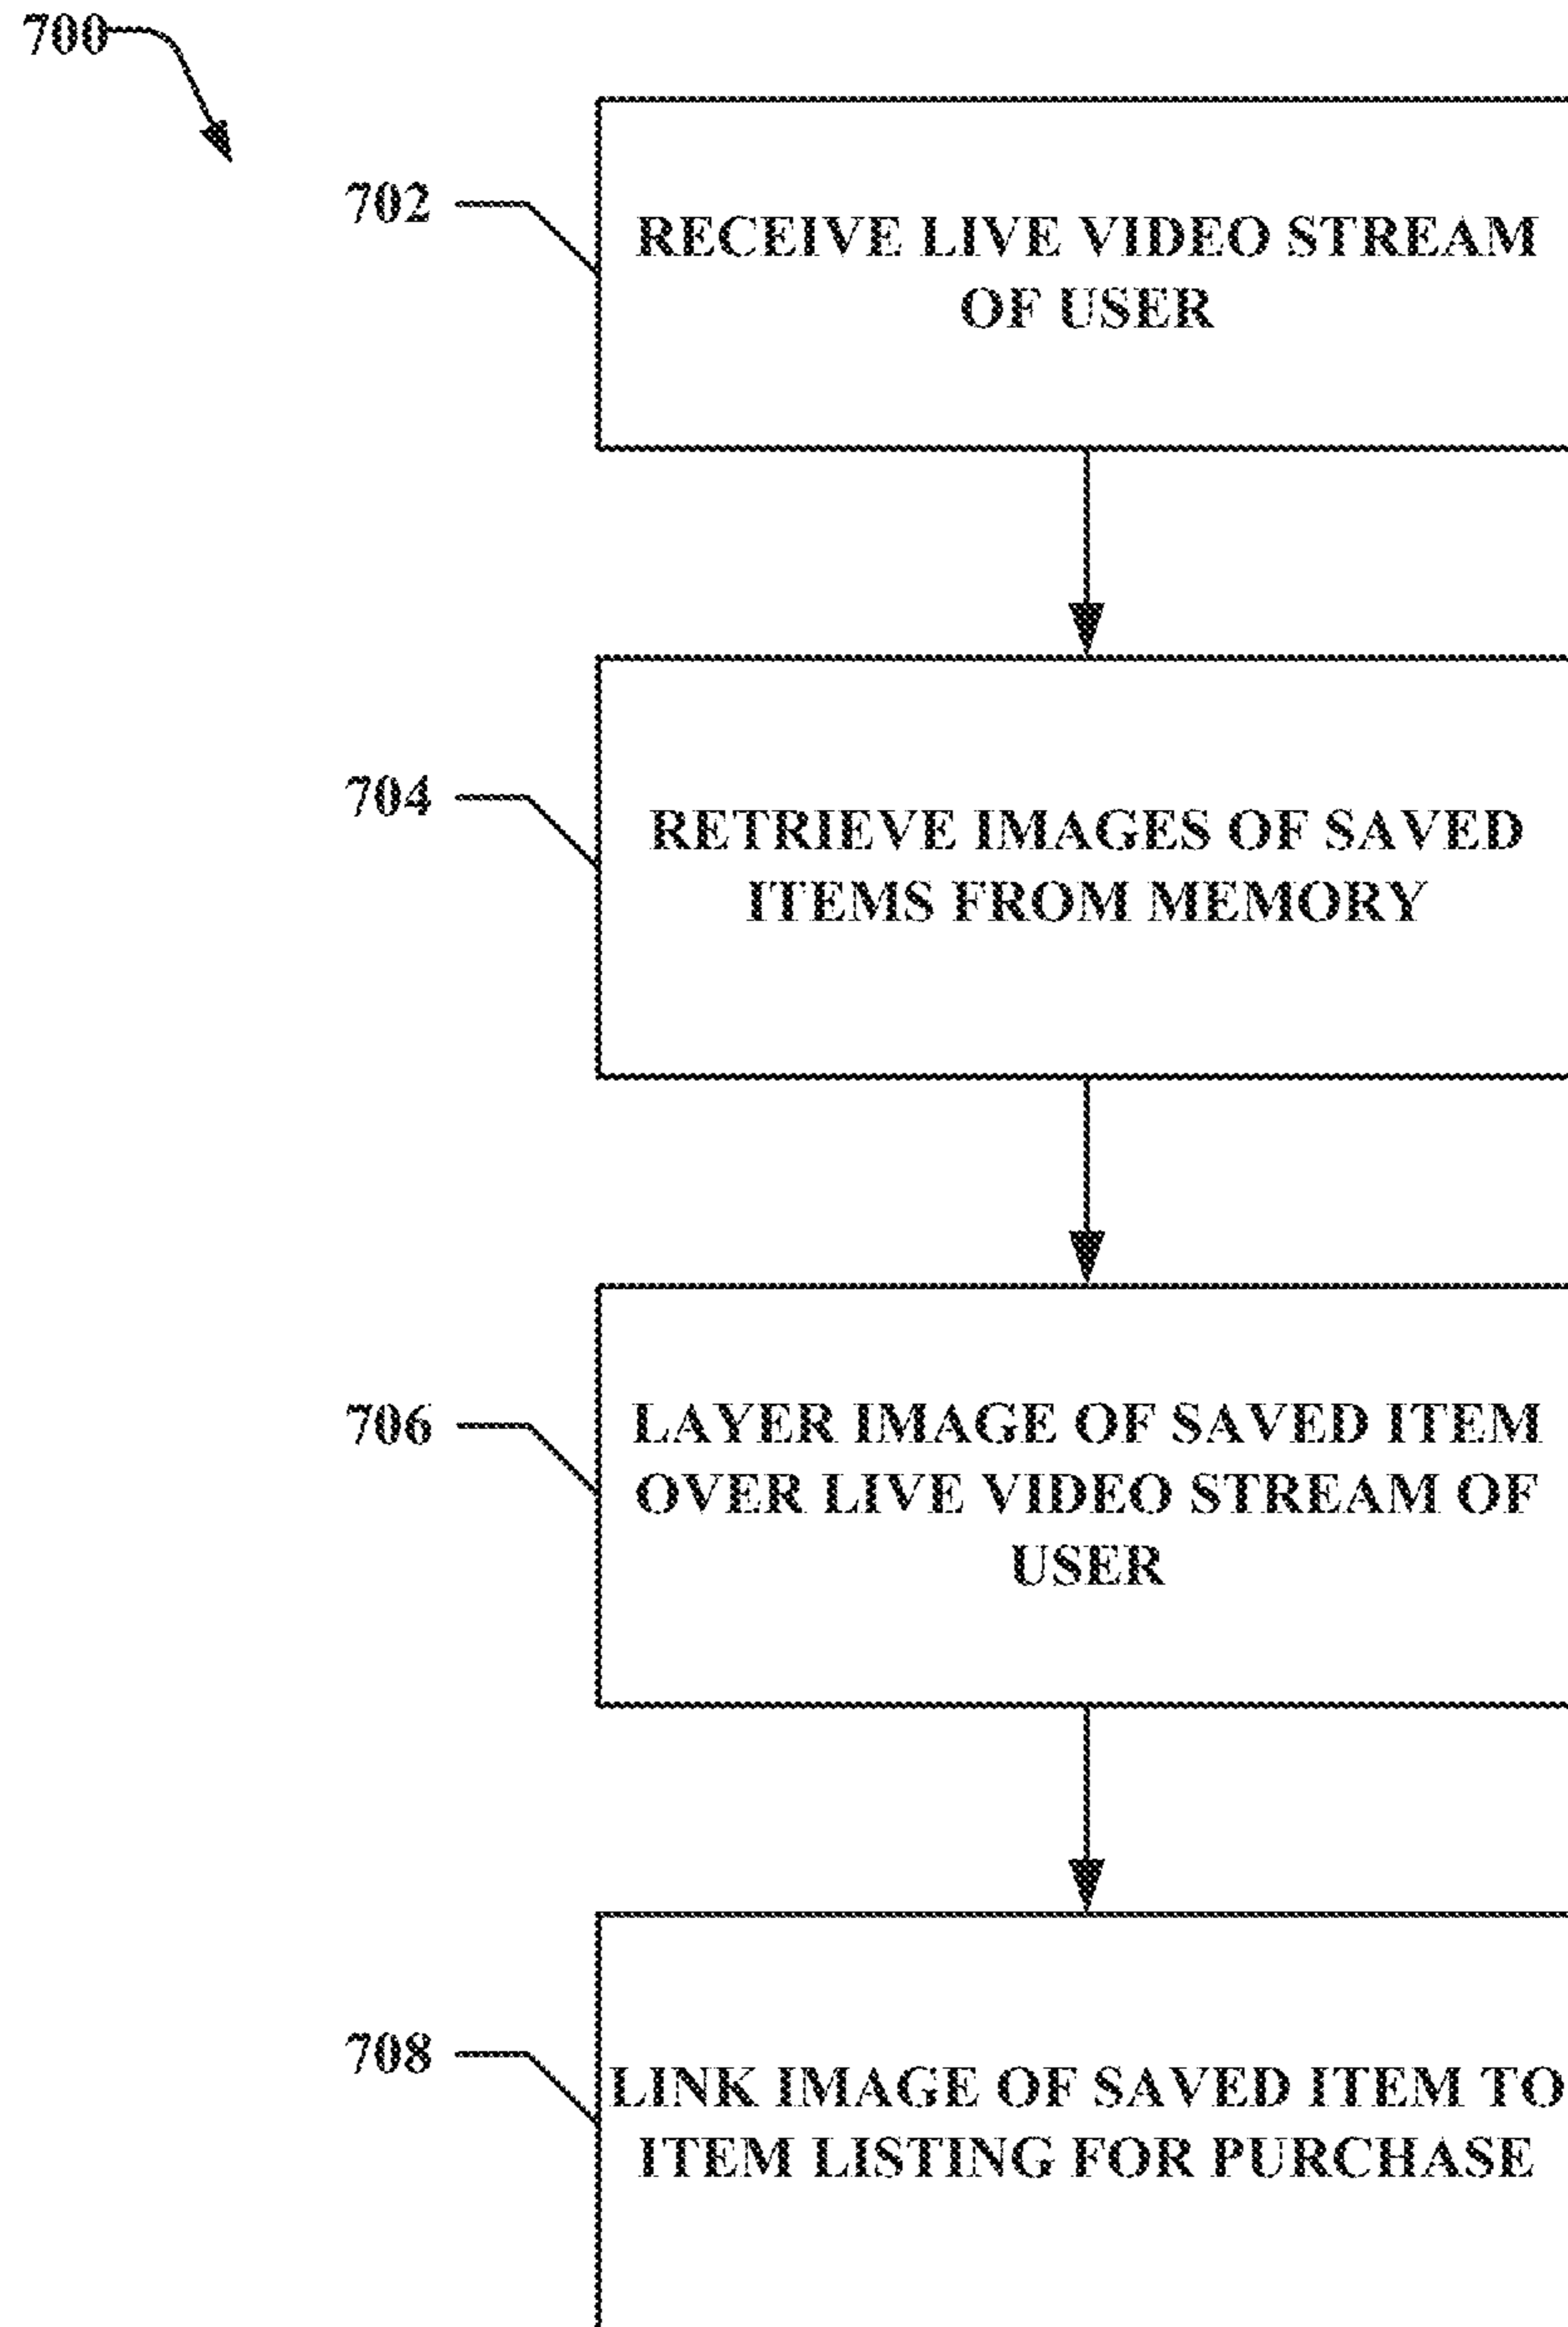 700
702
RECEIVE LIVE VIDEO STREAM
OF USER
704
RETRIEVE IMAGES OF SAVED
ITEMS FROM MEMORY
706
LAYER IMAGE OF SAVED ITEM
OVER LIVE VIDEO STREAM OF
USER
708
LINK IMAGE OF SAVED ITEM TO
ITEM LISTING FOR PURCHASE